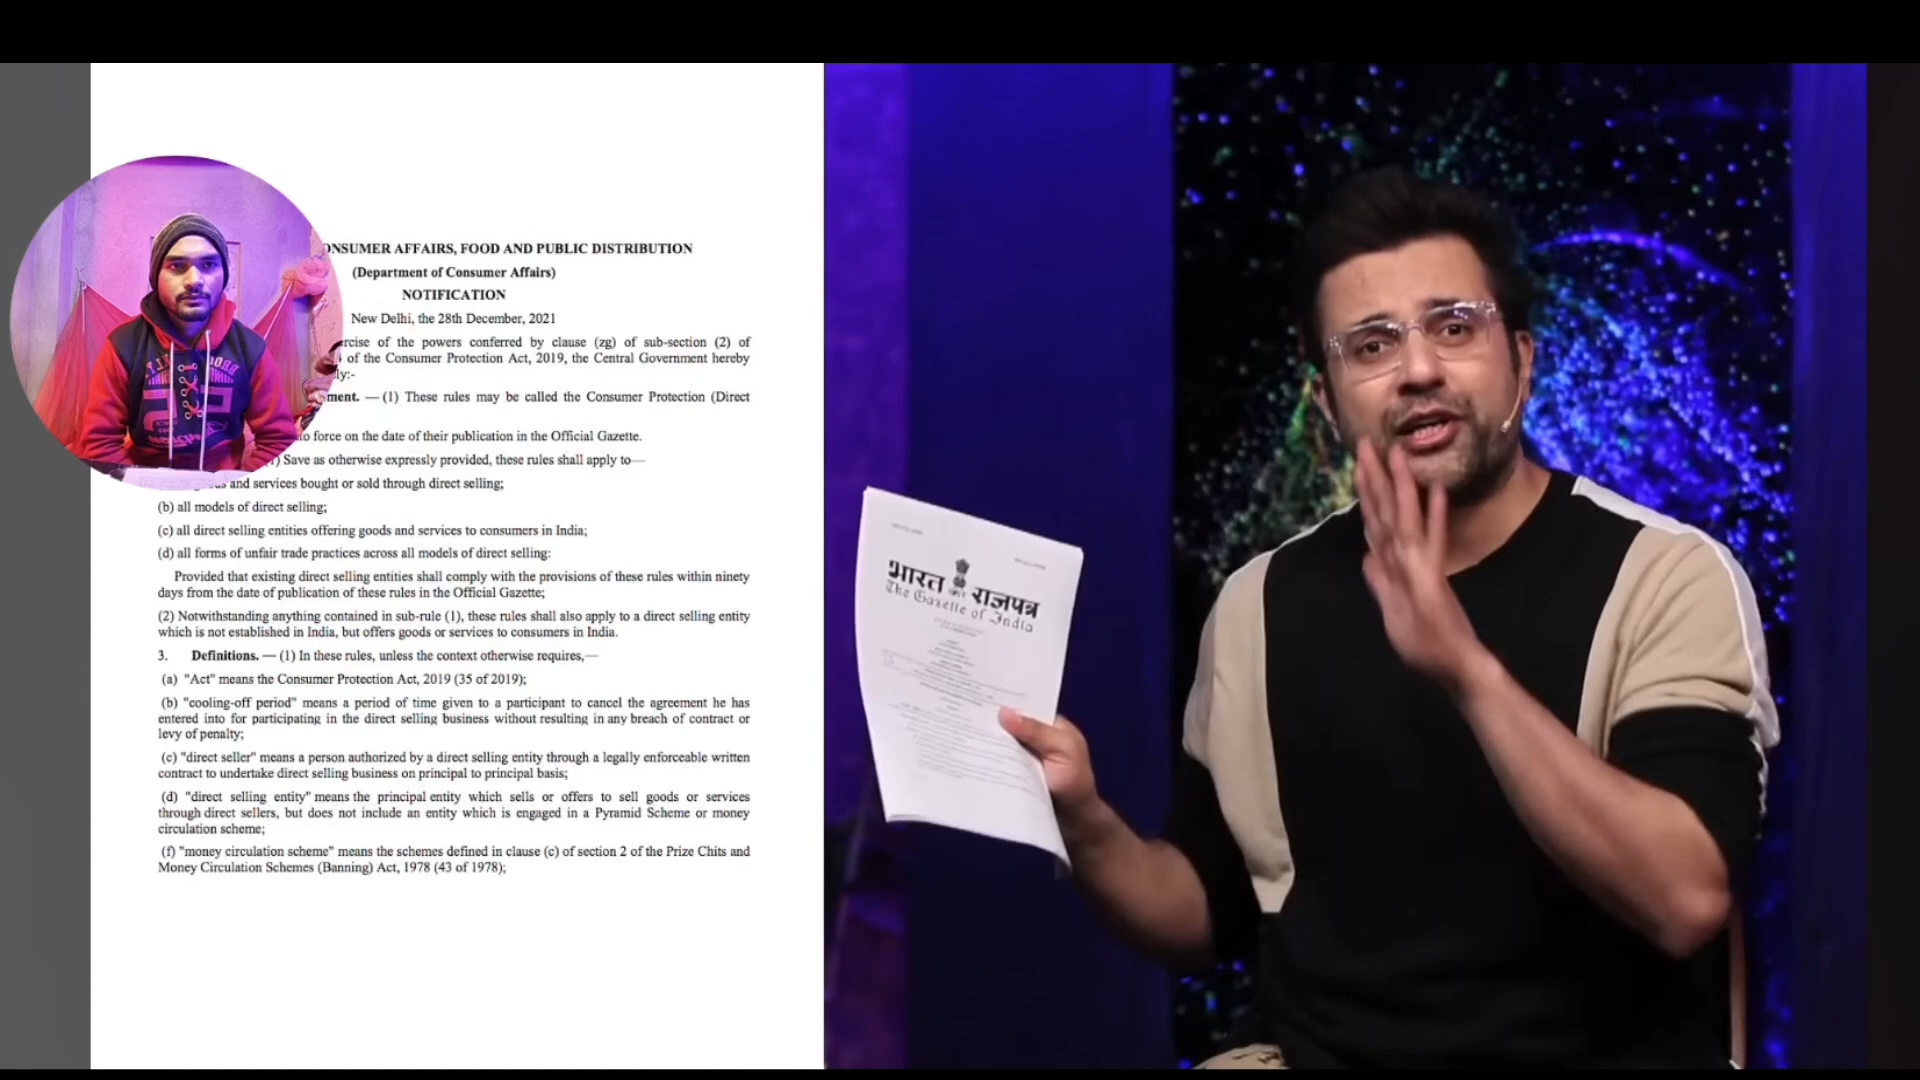 ONSUMER AFFAIRS, FOOD AND PUBLIC DISTRIBUTION
(Department of Consumer Affairs)
NOTIFICATION
New Delhi, the 28th December, 2021
rcise of the powers conferred by clause (zg) of sub-section (2) of
of the Consumer Protection Act, 2019, the Central Government hereby
ly:-
ment. — (1) These rules may be called the Consumer Protection (Direct
to force on the date of their publication in the Official Gazette.
1) Save as otherwise expressly provided, these rules shall apply to—
and services bought or sold through direct selling;
(b) all models of direct selling;
(c) all direct selling entities offering goods and services to consumers in India;
(d) all forms of unfair trade practices across all models of direct selling:
Provided that existing direct selling entities shall comply with the provisions of these rules within ninety
days from the date of publication of these rules in the Official Gazette;
(2) Notwithstanding anything contained in sub-rule (1), these rules shall also apply to a direct selling entity
which is not established in India, but offers goods or services to consumers in India.
3. Definitions. — (1) In these rules, unless the context otherwise requires,—
(a) "Act" means the Consumer Protection Act, 2019 (35 of 2019);
(b) "cooling-off period" means a period of time given to a participant to cancel the agreement he has
entered into for participating in the direct selling business without resulting in any breach of contract or
levy of penalty;
(c) "direct seller" means a person authorized by a direct selling entity through a legally enforceable written
contract to undertake direct selling business on principal to principal basis;
(d) "direct selling entity" means the principal entity which sells or offers to sell goods or services
through direct sellers, but does not include an entity which is engaged in a Pyramid Scheme or money
circulation scheme;
(f) "money circulation scheme" means the schemes defined in clause (c) of section 2 of the Prize Chits and
Money Circulation Schemes (Banning) Act, 1978 (43 of 1978);
भारत का राजपत्र
The Gazette of India